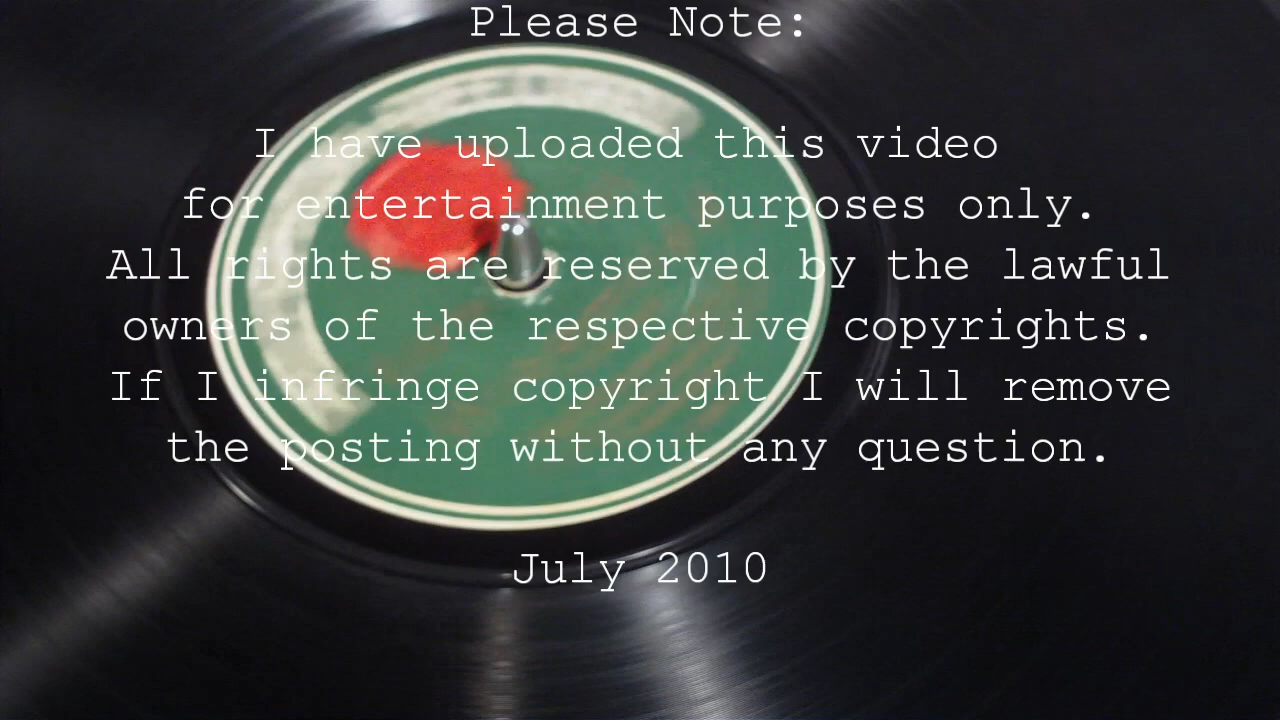 Please Note:
I have uploaded this video
for entertainment purposes only.
All rights are reserved by the lawful
owners of the respective copyrights.
If I infringe copyright I will remove
the posting without any question.
July 2010